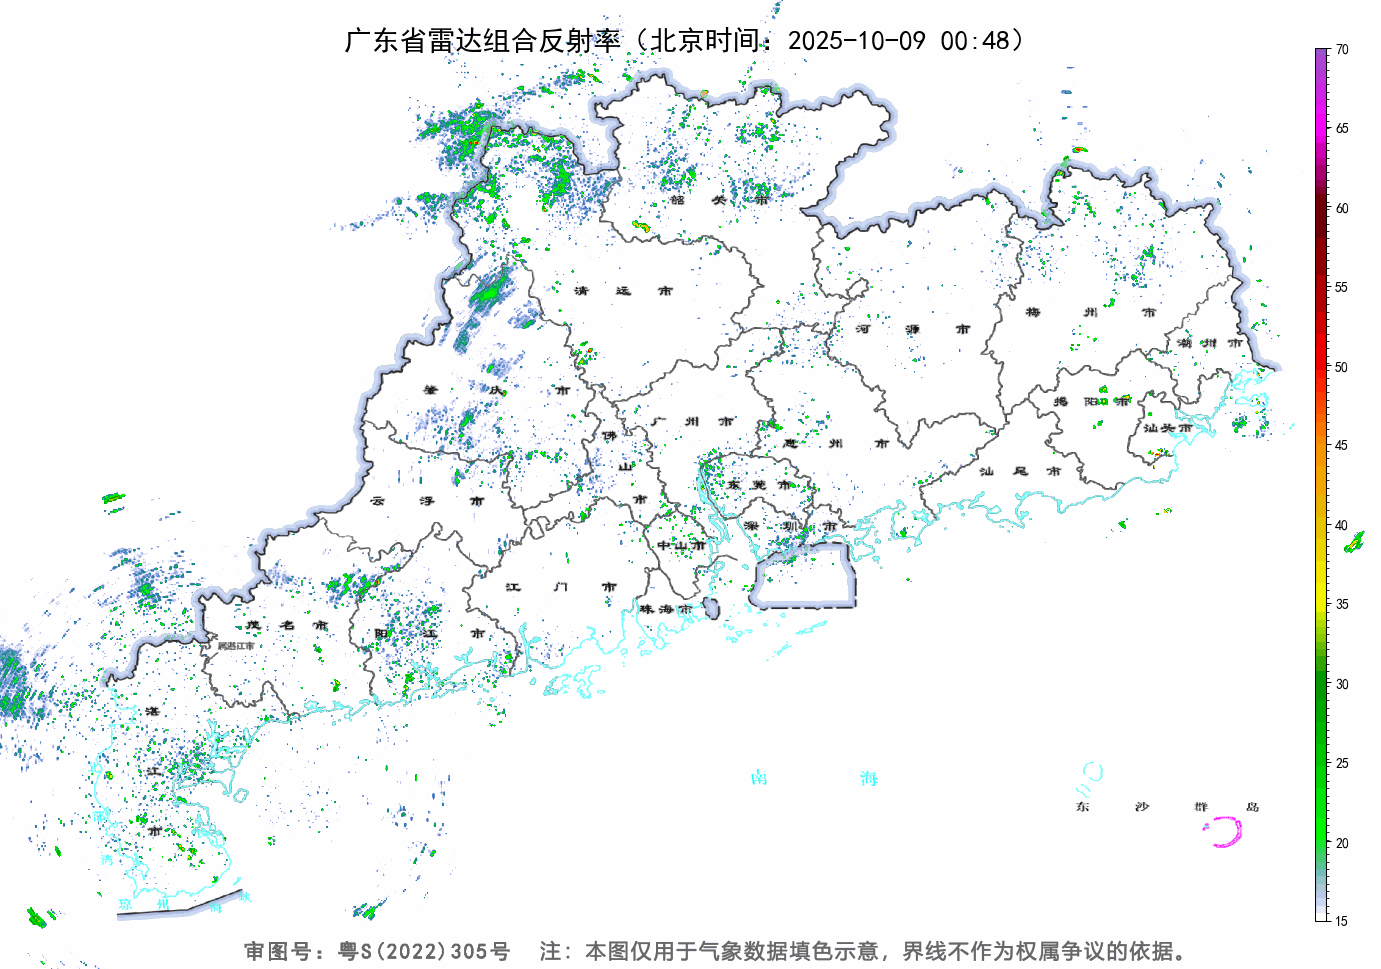 广东省雷达组合反射率（北京时间：2025-10-09 00:48）
70
65
60
55
50
45
40
35
30
25
20
15
韶关市
清远市
河源市
梅州市
潮州市
肇庆市
揭阳市
汕头市
佛山市
广州市
惠州市
汕尾市
云浮市
东莞市
深圳市
中山市
江门市
珠海市
茂名市
属湛江市
阳江市
湛江市
南海
东沙群岛
湾
琼州海峡
审图号：粤S(2022)305号 注：本图仅用于气象数据填色示意，界线不作为权属争议的依据。